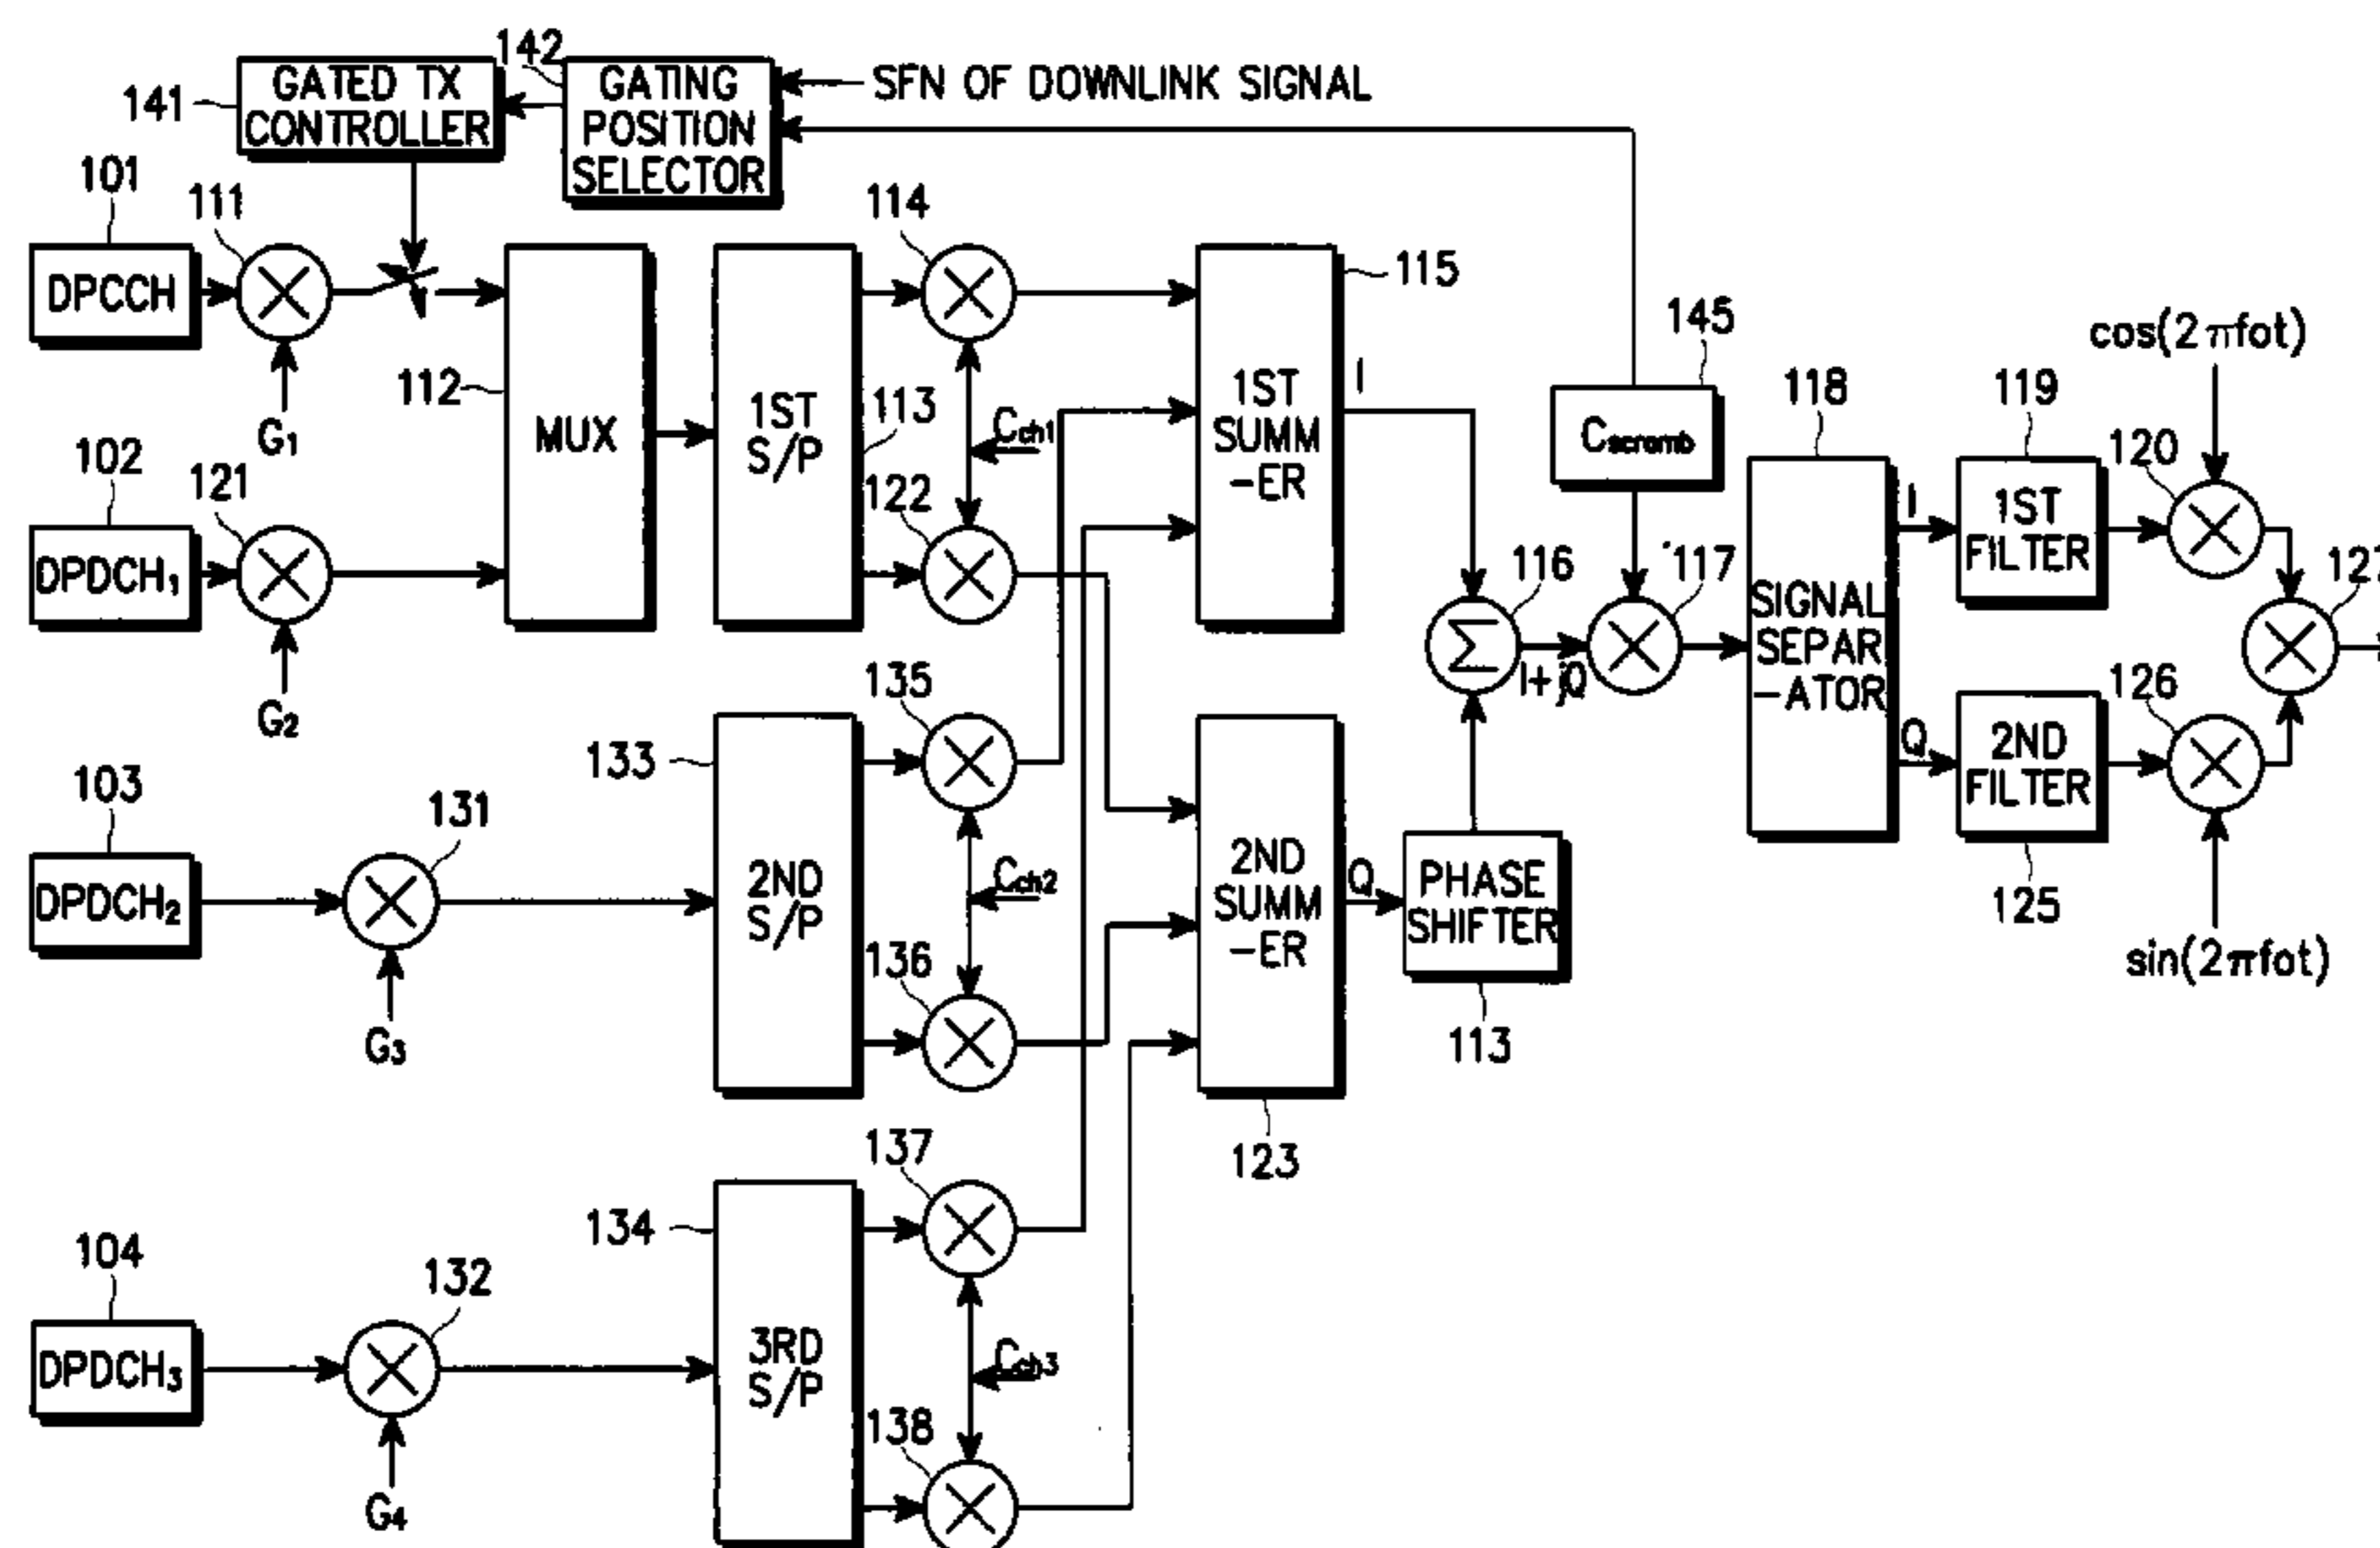 142
141
GATED TX
CONTROLLER
GATING
POSITION
SELECTOR
SFN OF DOWNLINK SIGNAL
101
111
114
DPCCH
115
G1
112
MUX
1ST
S/P
113
Cch1
1ST
SUMM
-ER
I
145
Cscramb
cos(2πfot)
118
119
120
102
121
122
DPDCH1
G2
I
1ST
FILTER
116
117
I+jQ
SIGNAL
SEPAR
-ATOR
127
135
126
133
Q
2ND
FILTER
103
131
DPDCH2
G3
2ND
S/P
Cch2
136
2ND
SUMM
-ER
Q
PHASE
SHIFTER
125
sin(2πfot)
113
123
137
134
104
132
DPDCH3
G4
3RD
S/P
Cch3
138